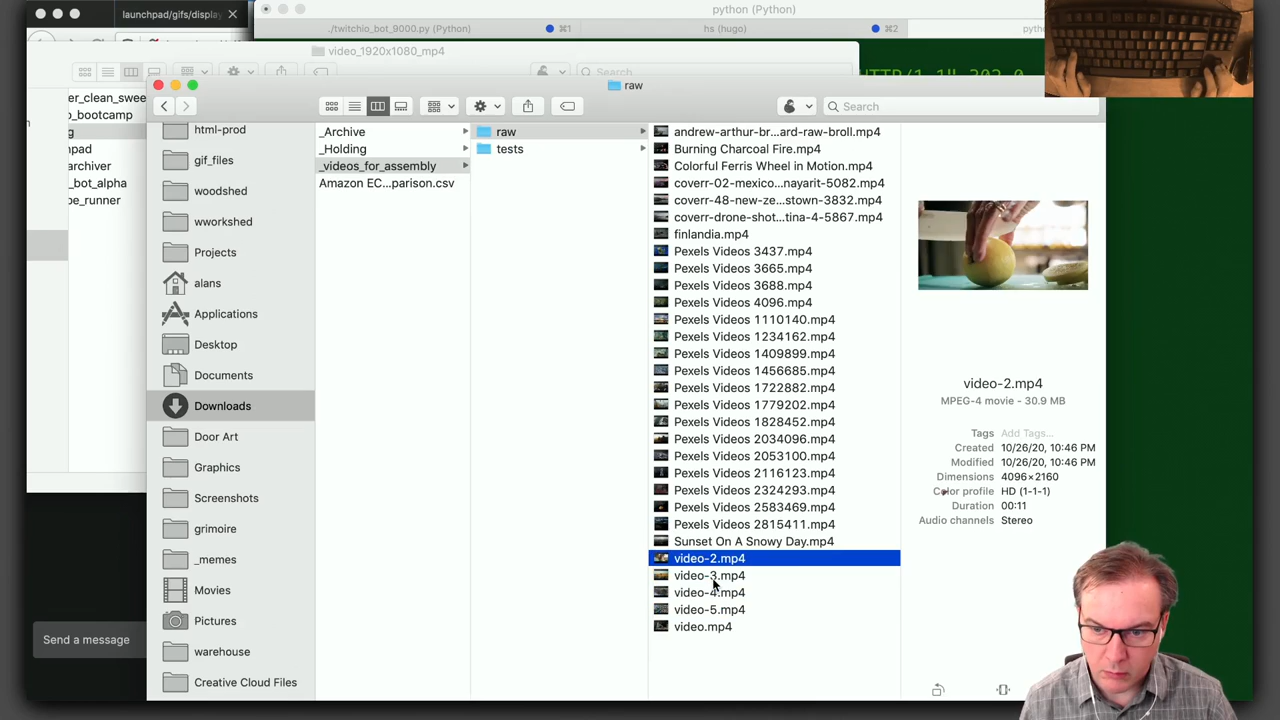 launchpad/gifs/display
python (Python)
./twitchio_bot_9000.py (Python)
⌘1
hs (hugo)
⌘2
video_1920x1080_mp4
Search
HTTP/1.1" 302 0
raw
Search
er_clean_swee
o_bootcamp
g
npad
archiver
_bot_alpha
be_runner
html-prod
gif_files
woodshed
wworkshed
Projects
alans
Applications
Desktop
Documents
Downloads
Door Art
Graphics
Screenshots
grimoire
_memes
Movies
Pictures
warehouse
Creative Cloud Files
_Archive
_Holding
_videos_for_assembly
Amazon EC...parison.csv
raw
tests
andrew-arthur-br...ard-raw-broll.mp4
Burning Charcoal Fire.mp4
Colorful Ferris Wheel in Motion.mp4
coverr-02-mexico...nayarit-5082.mp4
coverr-48-new-ze...stown-3832.mp4
coverr-drone-shot...tina-4-5867.mp4
finlandia.mp4
Pexels Videos 3437.mp4
Pexels Videos 3665.mp4
Pexels Videos 3688.mp4
Pexels Videos 4096.mp4
Pexels Videos 1110140.mp4
Pexels Videos 1234162.mp4
Pexels Videos 1409899.mp4
Pexels Videos 1456685.mp4
Pexels Videos 1722882.mp4
Pexels Videos 1779202.mp4
Pexels Videos 1828452.mp4
Pexels Videos 2034096.mp4
Pexels Videos 2053100.mp4
Pexels Videos 2116123.mp4
Pexels Videos 2324293.mp4
Pexels Videos 2583469.mp4
Pexels Videos 2815411.mp4
Sunset On A Snowy Day.mp4
video-2.mp4
video-3.mp4
video-4.mp4
video-5.mp4
video.mp4
video-2.mp4
MPEG-4 movie - 30.9 MB
Tags Add Tags...
Created 10/26/20, 10:46 PM
Modified 10/26/20, 10:46 PM
Dimensions 4096×2160
Color profile HD (1-1-1)
Duration 00:11
Audio channels Stereo
Send a message